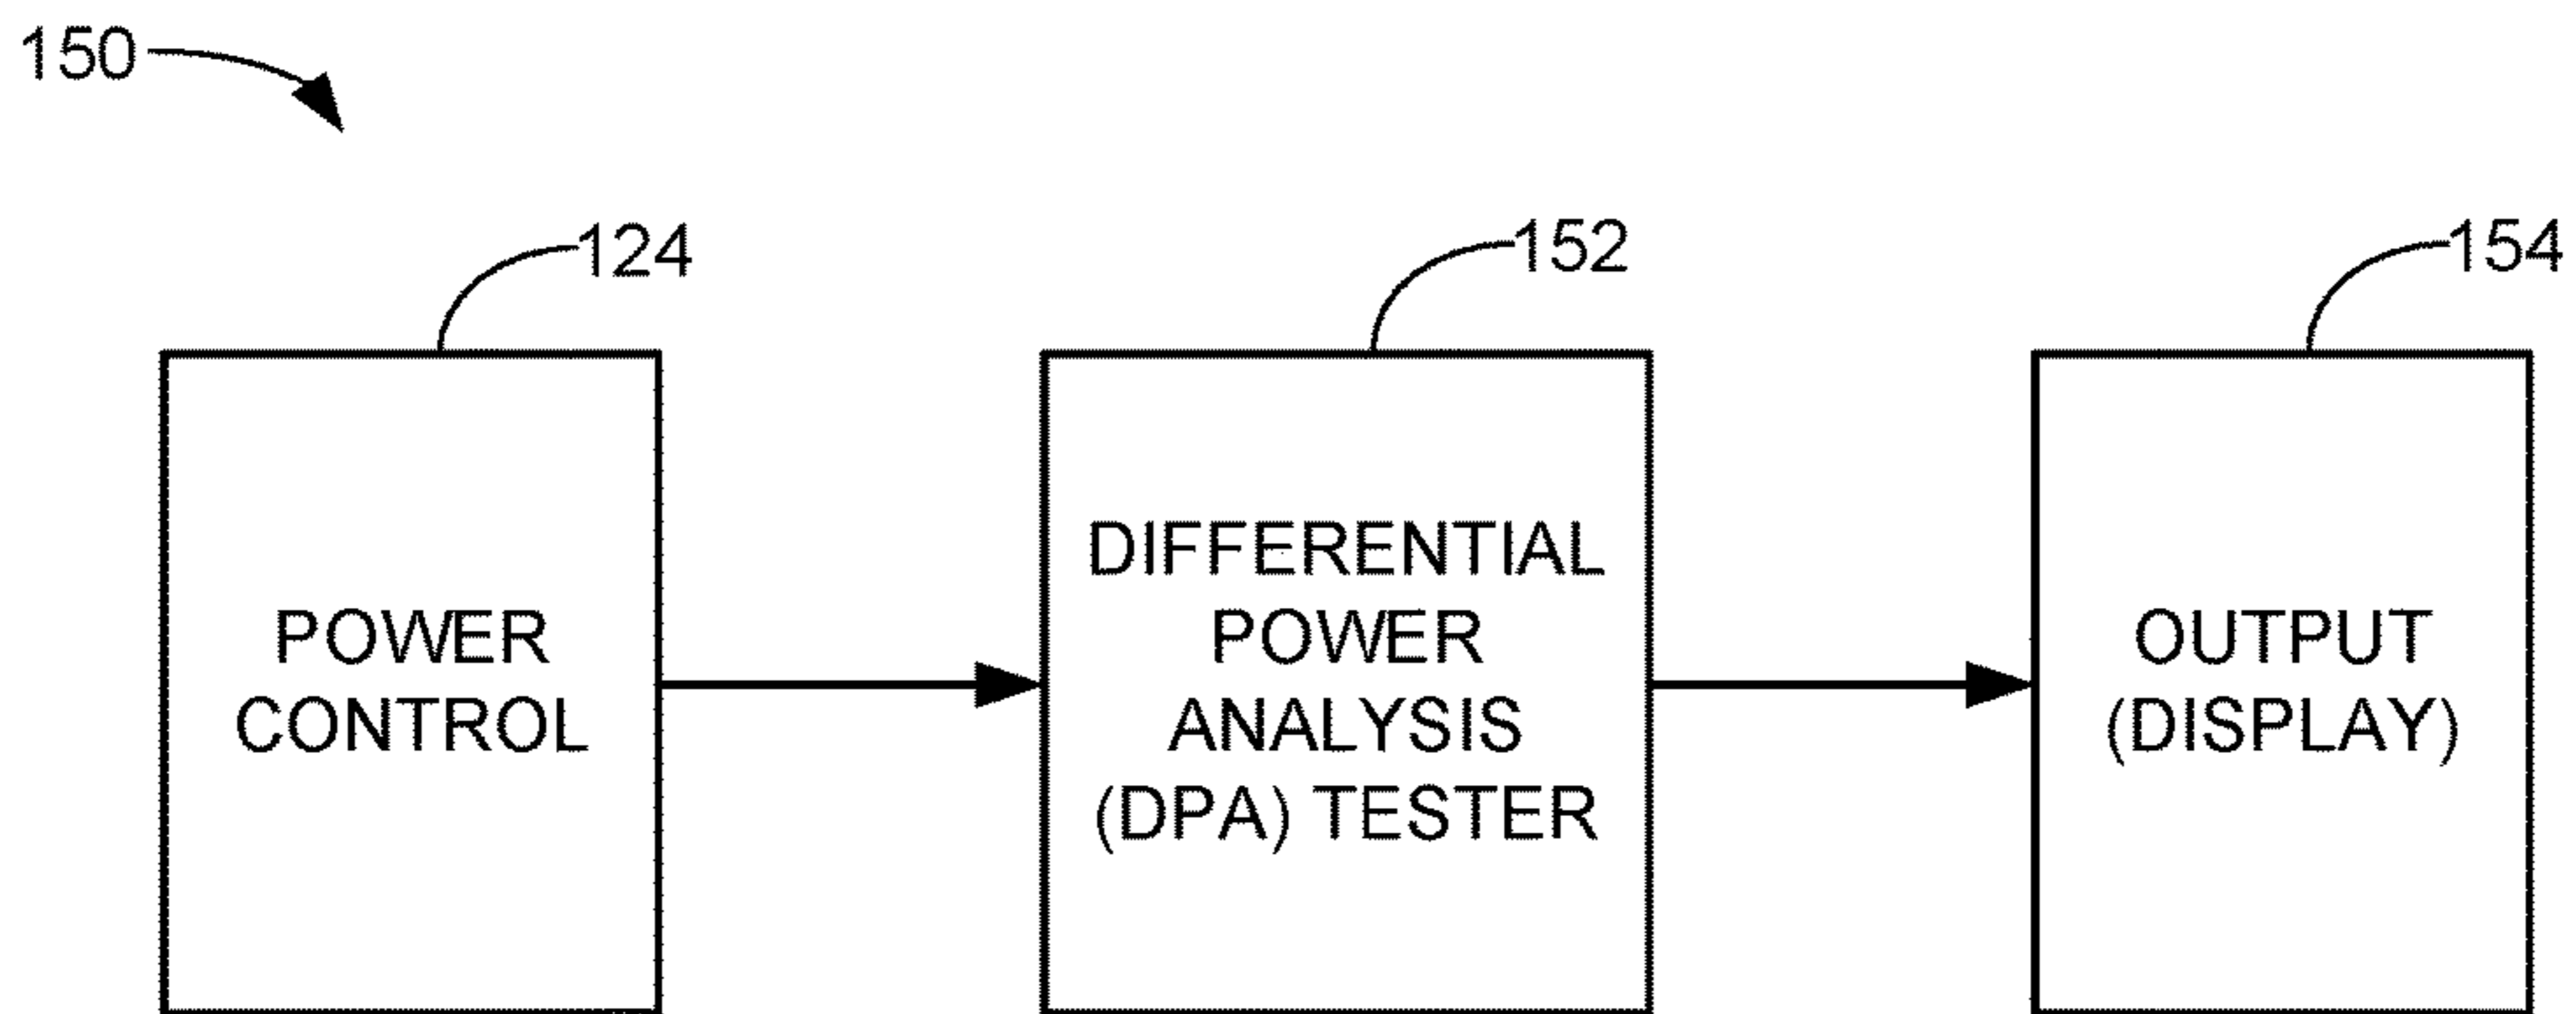 150
124
152
154
POWER
CONTROL
DIFFERENTIAL
POWER
ANALYSIS
(DPA) TESTER
OUTPUT
(DISPLAY)